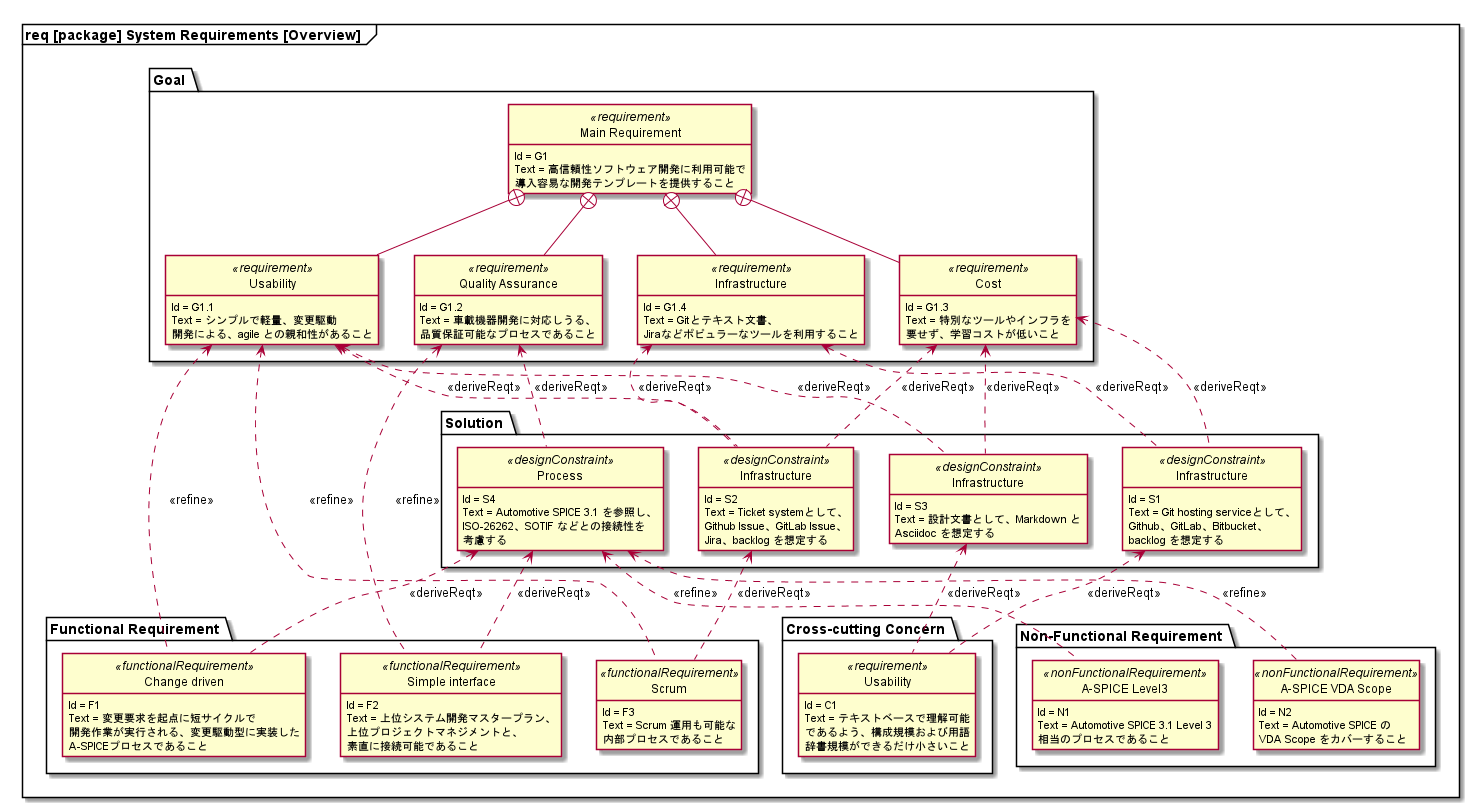 req [package] System Requirements [Overview]
Goal
«requirement»
Main Requirement
Id = G1
Text = 高信頼性ソフトウェア開発に利用可能で
導入容易な開発テンプレートを提供すること
«requirement»
Usability
Id = G1.1
Text = シンプルで軽量、変更駆動
開発による、agile との親和性があること
«requirement»
Quality Assurance
Id = G1.2
Text = 車載機器開発に対応しうる、
品質保証可能なプロセスであること
«requirement»
Infrastructure
Id = G1.4
Text = Gitとテキスト文書、
Jiraなどポピュラーなツールを利用すること
«requirement»
Cost
Id = G1.3
Text = 特別なツールやインフラを
要せず、学習コストが低いこと
«deriveReqt»
«deriveReqt»
«deriveReqt»
«deriveReqt»
«deriveReqt»
«deriveReqt»
«deriveReqt»
«deriveReqt»
Solution
«designConstraint»
Process
Id = S4
Text = Automotive SPICE 3.1 を参照し、
ISO-26262、SOTIF などとの接続性を
考慮する
«designConstraint»
Infrastructure
Id = S2
Text = Ticket systemとして、
Github Issue、GitLab Issue、
Jira、backlog を想定する
«designConstraint»
Infrastructure
Id = S3
Text = 設計文書として、Markdown と
Asciidoc を想定する
«designConstraint»
Infrastructure
Id = S1
Text = Git hosting serviceとして、
Github、GitLab、Bitbucket、
backlog を想定する
«refine»
«refine»
«refine»
«deriveReqt»
«deriveReqt»
«refine»
«deriveReqt»
«deriveReqt»
«deriveReqt»
«refine»
Functional Requirement
«functionalRequirement»
Change driven
Id = F1
Text = 変更要求を起点に短サイクルで
開発作業が実行される、変更駆動型に実装した
A-SPICEプロセスであること
«functionalRequirement»
Simple interface
Id = F2
Text = 上位システム開発マスタープラン、
上位プロジェクトマネジメントと、
素直に接続可能であること
«functionalRequirement»
Scrum
Id = F3
Text = Scrum 運用も可能な
内部プロセスであること
Cross-cutting Concern
«requirement»
Usability
Id = C1
Text = テキストベースで理解可能
であるよう、構成規模および用語
辞書規模ができるだけ小さいこと
Non-Functional Requirement
«nonFunctionalRequirement»
A-SPICE Level3
Id = N1
Text = Automotive SPICE 3.1 Level 3
相当のプロセスであること
«nonFunctionalRequirement»
A-SPICE VDA Scope
Id = N2
Text = Automotive SPICE の
VDA Scope をカバーすること